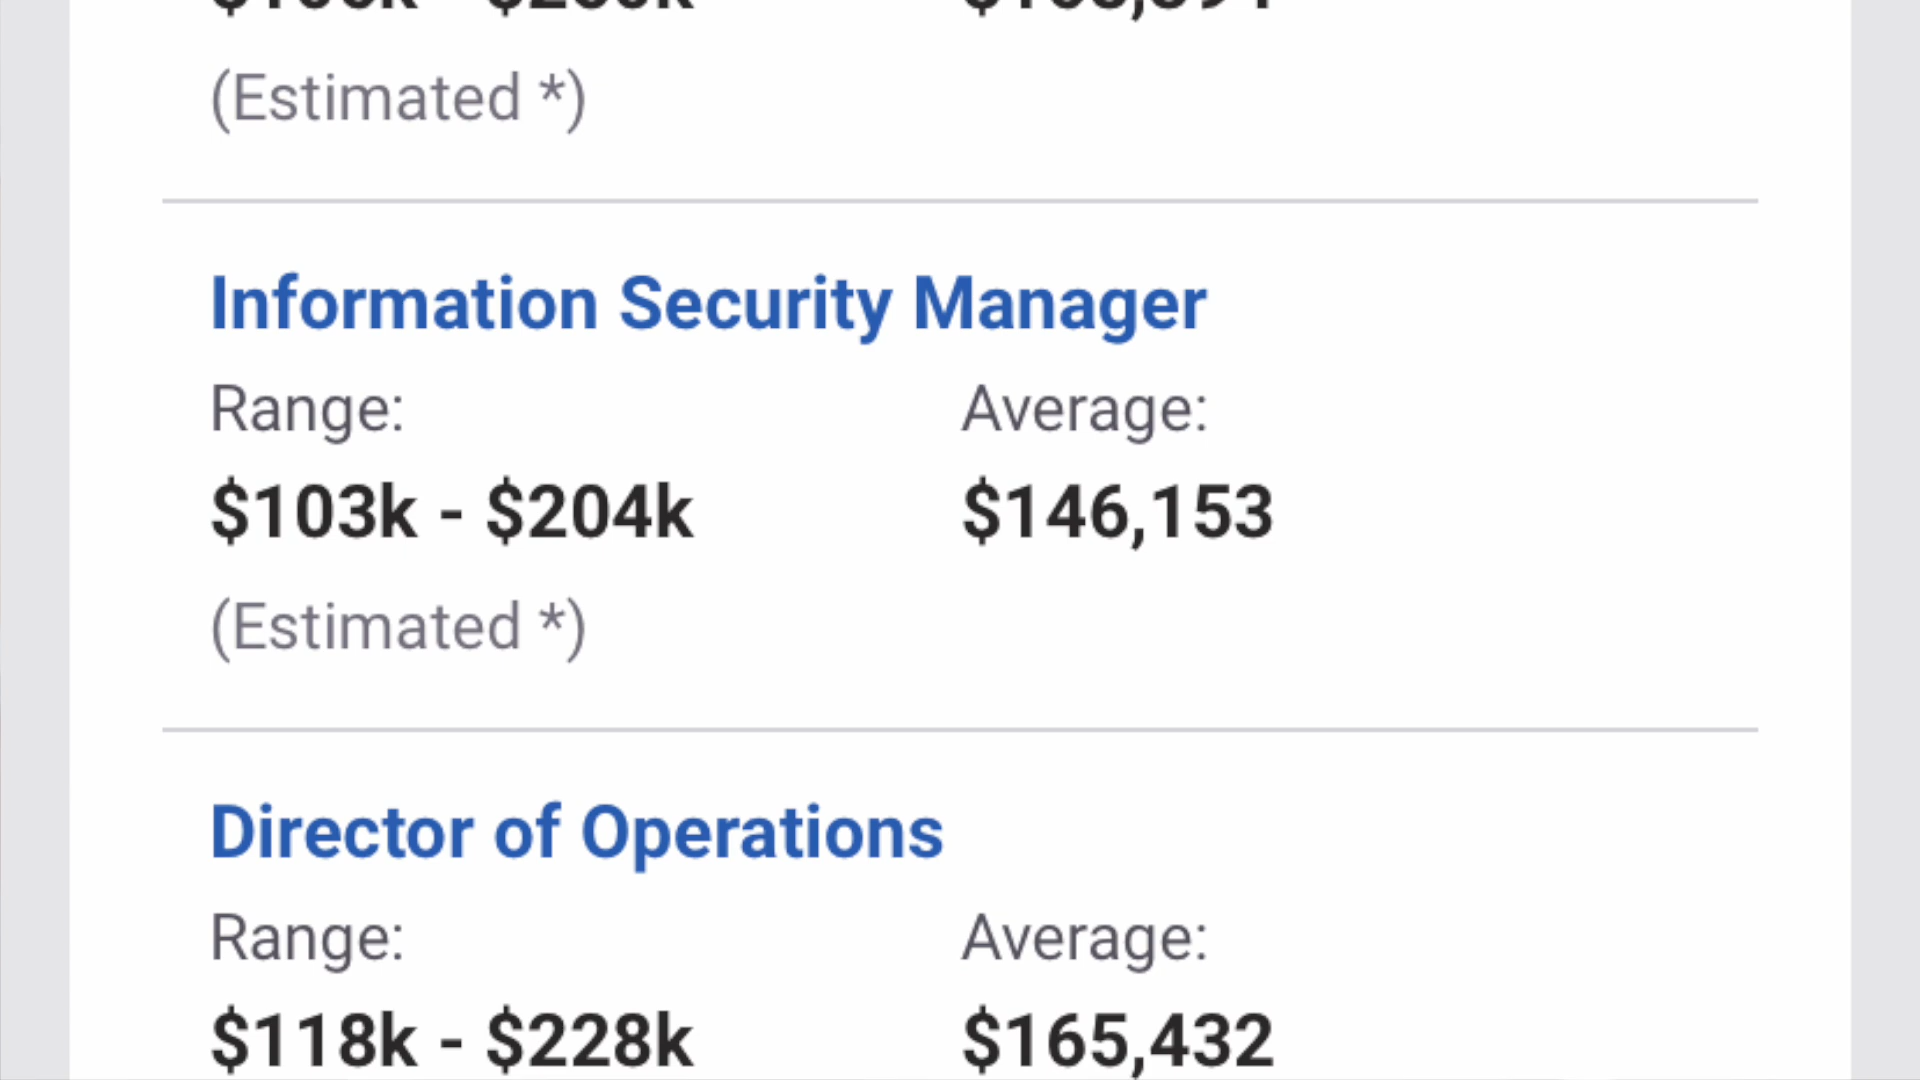 (Estimated *)
Information Security Manager
Range: Average:
$103k - $204k $146,153
(Estimated *)
Director of Operations
Range: Average:
$118k - $228k $165,432